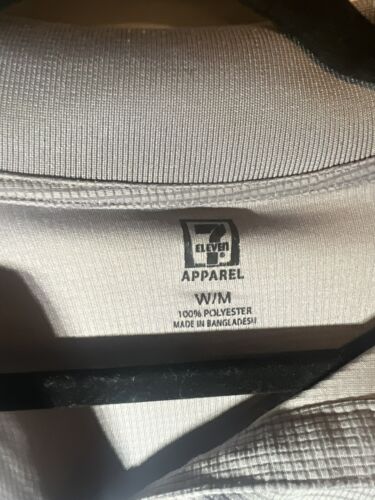 7
ELEVEN
®
APPAREL
W/M
100% POLYESTER
MADE IN BANGLADESH